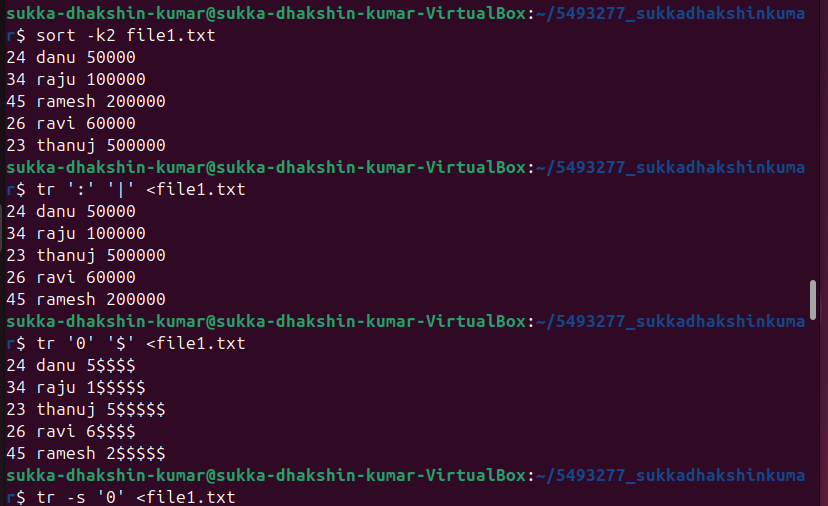 sukka-dhakshin-kumar@sukka-dhakshin-kumar-VirtualBox:~/5493277_sukkadhakshinkuma
r$ sort -k2 file1.txt
24 danu 50000
34 raju 100000
45 ramesh 200000
26 ravi 60000
23 thanuj 500000
sukka-dhakshin-kumar@sukka-dhakshin-kumar-VirtualBox:~/5493277_sukkadhakshinkuma
r$ tr ':' '|' <file1.txt
24 danu 50000
34 raju 100000
23 thanuj 500000
26 ravi 60000
45 ramesh 200000
sukka-dhakshin-kumar@sukka-dhakshin-kumar-VirtualBox:~/5493277_sukkadhakshinkuma
r$ tr '0' '$' <file1.txt
24 danu 5$$$$
34 raju 1$$$$$
23 thanuj 5$$$$$
26 ravi 6$$$$
45 ramesh 2$$$$$
sukka-dhakshin-kumar@sukka-dhakshin-kumar-VirtualBox:~/5493277_sukkadhakshinkuma
r$ tr -s '0' <file1.txt